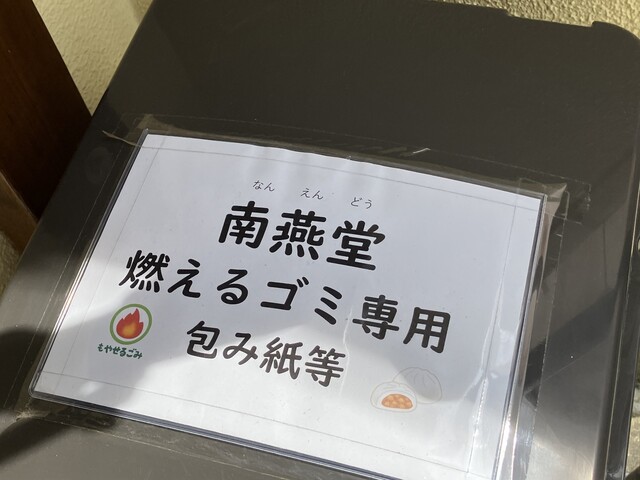 なん えん どう
南燕堂
燃えるゴミ専用
包み紙等
もやせるごみ